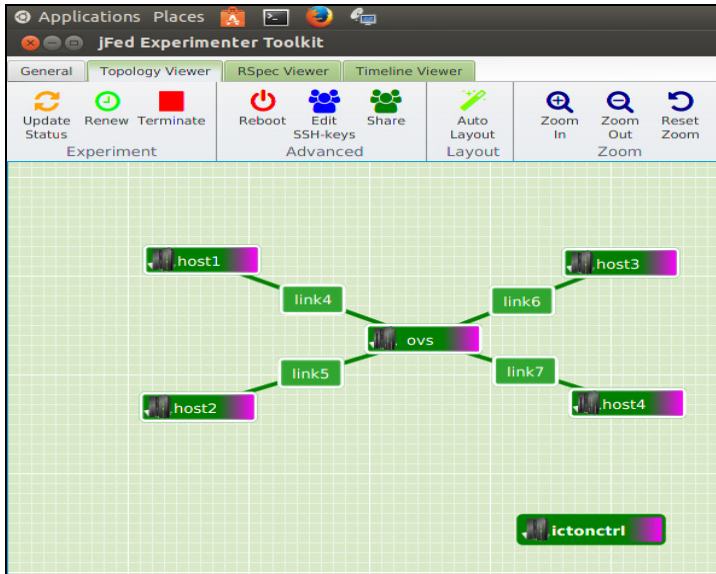 Applications Places
jFed Experimenter Toolkit
General Topology Viewer RSpec Viewer Timeline Viewer
Update Status Renew Terminate Reboot Edit SSH-keys Share Auto Layout Zoom In Zoom Out Reset Zoom
Experiment Advanced Layout Zoom
host1
host3
link4
link6
ovs
link5
link7
host2
host4
ictonctrl